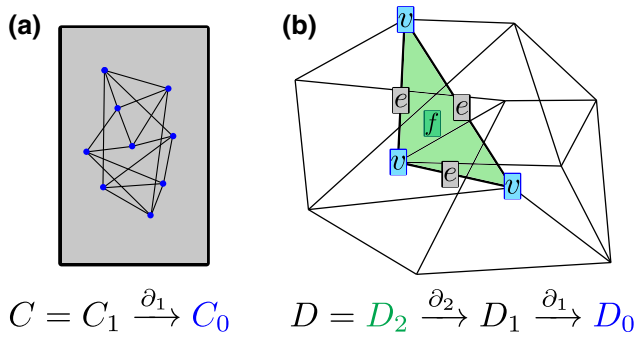 (a) (b)
v
e e
f
v e v
C = C₁ ∂₁⟶ C₀
D = D₂ ∂₂⟶ D₁ ∂₁⟶ D₀